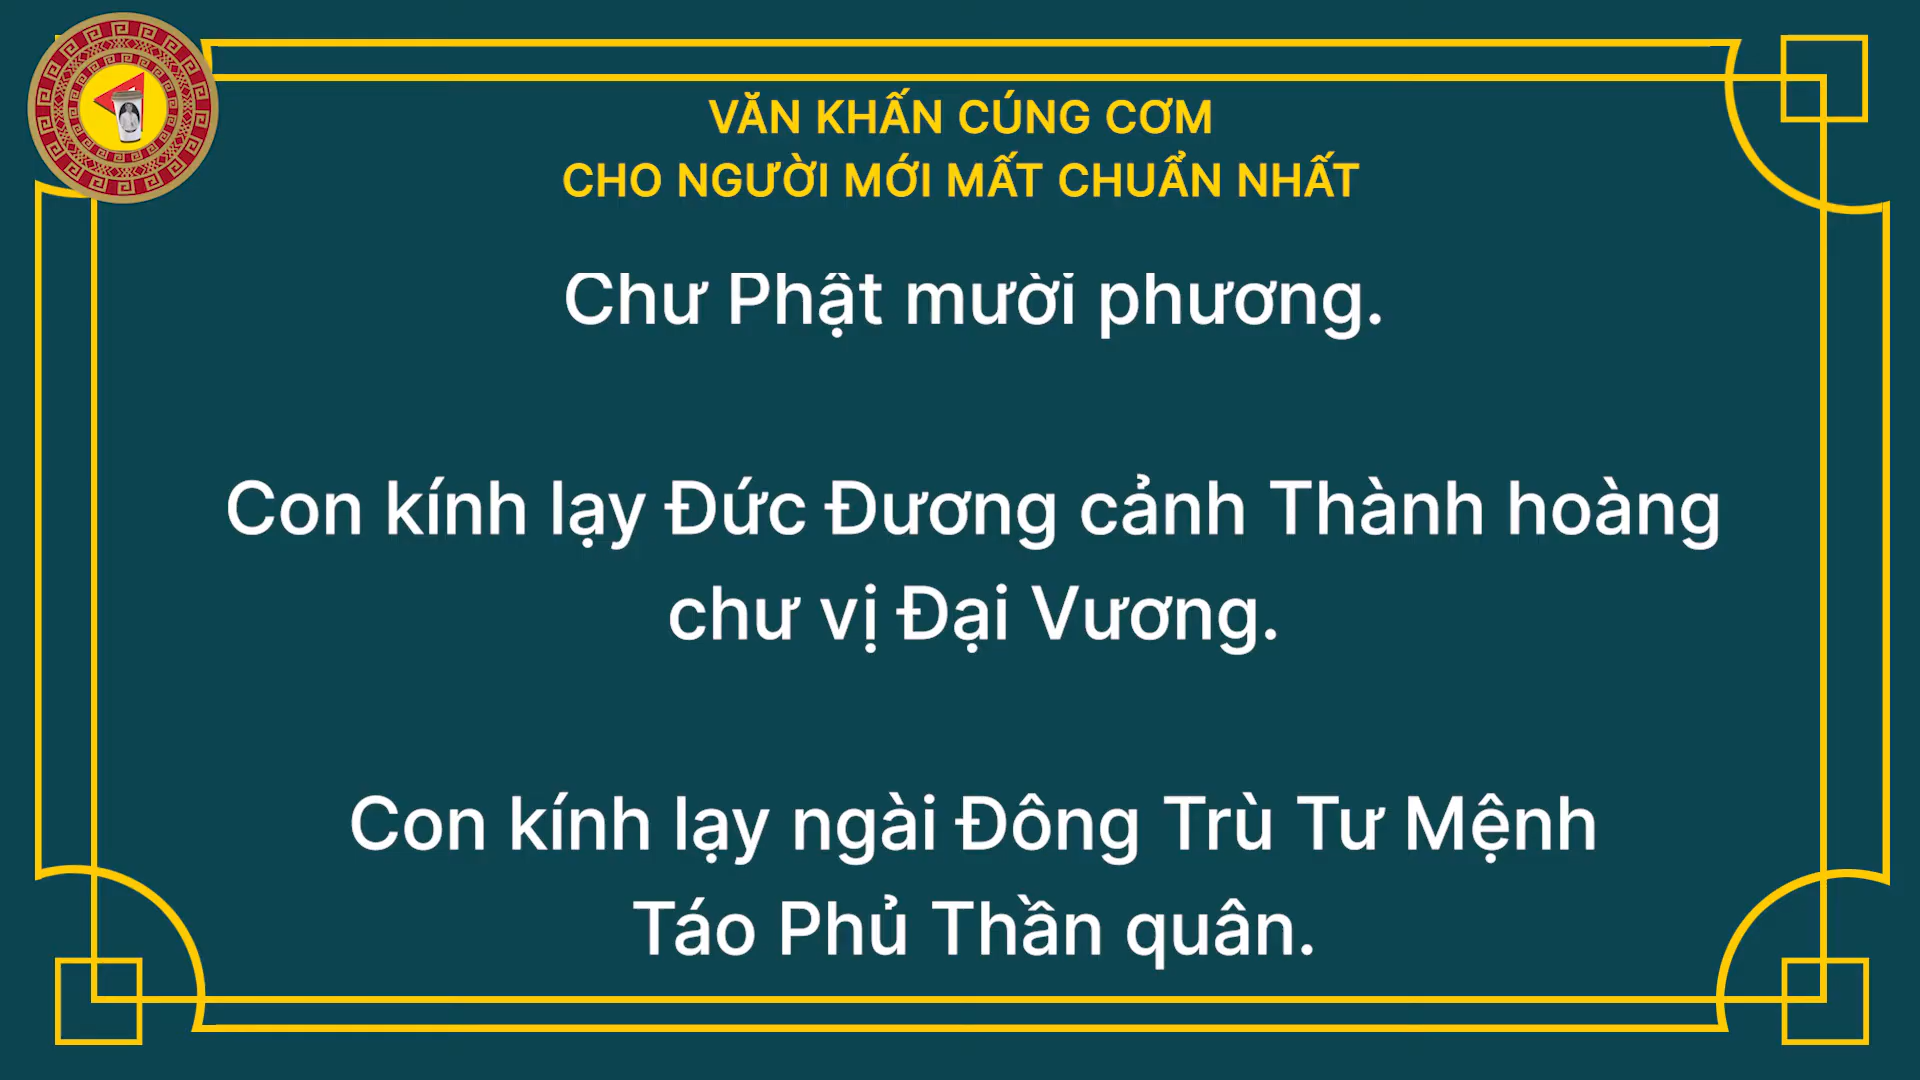 VĂN KHẤN CÚNG CƠM
CHO NGƯỜI MỚI MẤT CHUẨN NHẤT
Chư Phật mười phương.
Con kính lạy Đức Đương cảnh Thành hoàng
chư vị Đại Vương.
Con kính lạy ngài Đông Trù Tư Mệnh
Táo Phủ Thần quân.